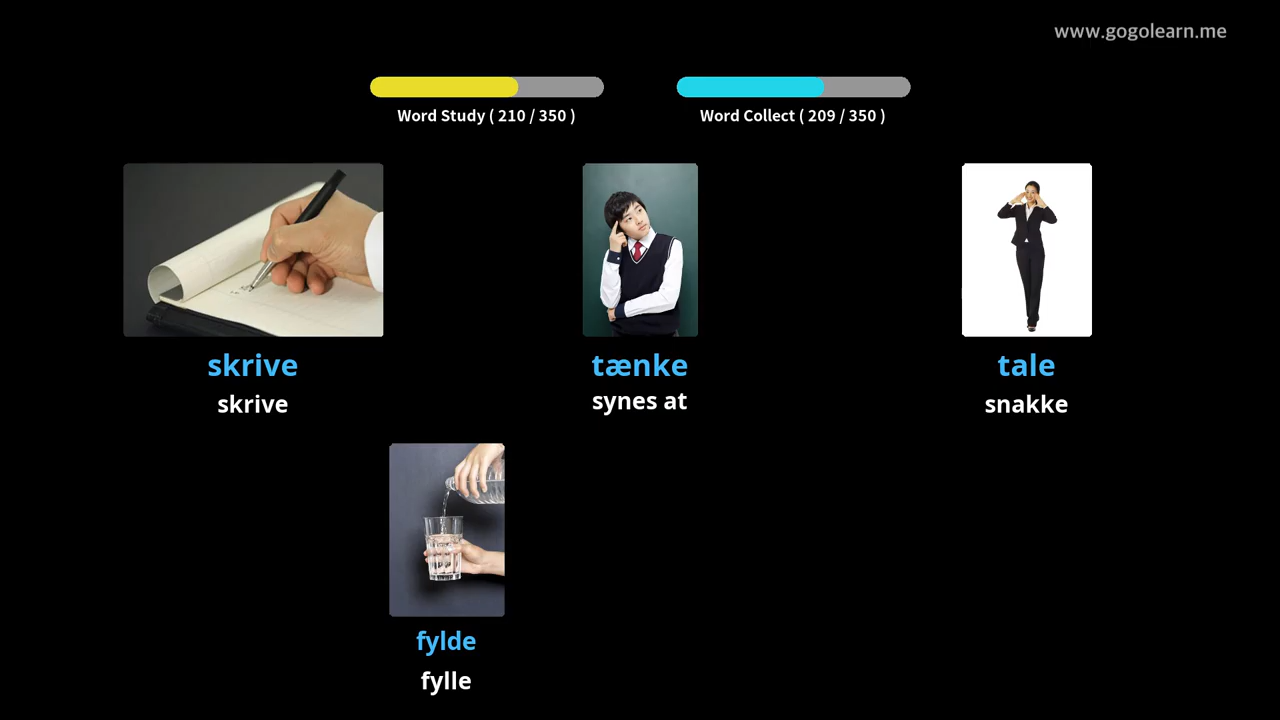 www.gogolearn.me
Word Study ( 210 / 350 )
Word Collect ( 209 / 350 )
skrive
skrive
tænke
synes at
tale
snakke
fylde
fylle